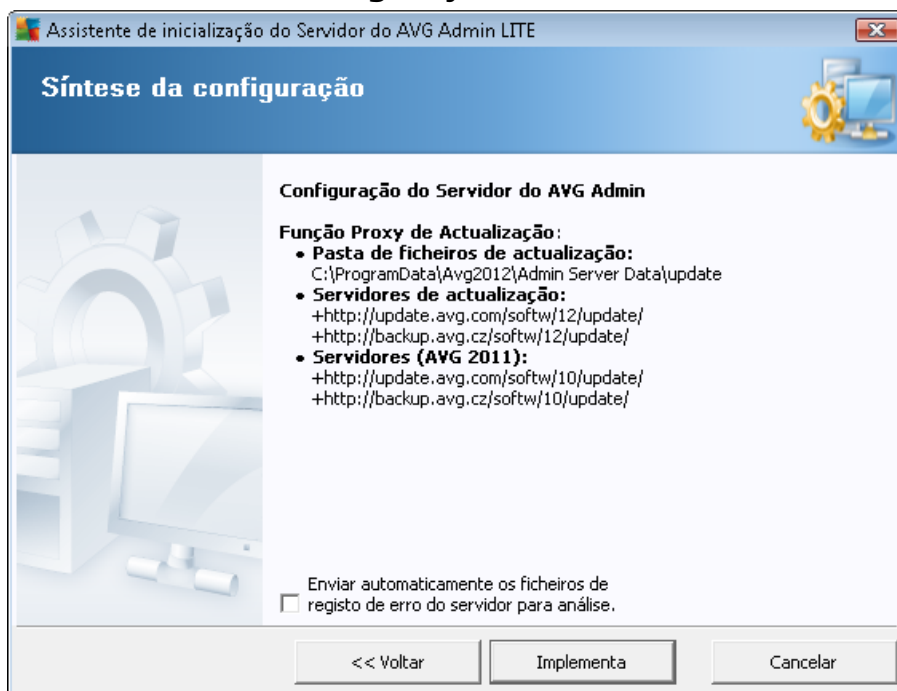 Assistente de inicialização do Servidor do AVG Admin LITE
Síntese da configuração
Configuração do Servidor do AVG Admin
Função Proxy de Actualização:
• Pasta de ficheiros de actualização:
C:\ProgramData\Avg2012\Admin Server Data\update
• Servidores de actualização:
+http://update.avg.com/softw/12/update/
+http://backup.avg.cz/softw/12/update/
• Servidores (AVG 2011):
+http://update.avg.com/softw/10/update/
+http://backup.avg.cz/softw/10/update/
Enviar automaticamente os ficheiros de
registo de erro do servidor para análise.
<< Voltar
Implementa
Cancelar